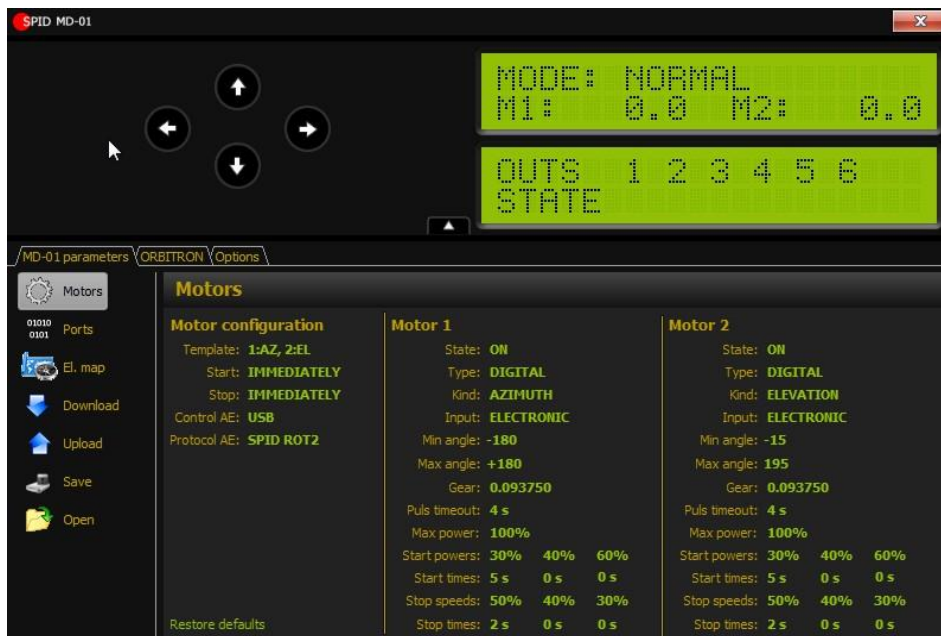 SPID MD-01
MODE: NORMAL
M1: 0.0 M2: 0.0
OUTS 1 2 3 4 5 6
STATE
MD-01 parameters ORBITRON Options
Motors
01010
0101
Ports
El. map
Download
Upload
Save
Open
Motors
Motor configuration
Template: 1:AZ, 2:EL
Start: IMMEDIATELY
Stop: IMMEDIATELY
Control AE: USB
Protocol AE: SPID ROT2
Restore defaults
Motor 1
State: ON
Type: DIGITAL
Kind: AZIMUTH
Input: ELECTRONIC
Min angle: -180
Max angle: +180
Gear: 0.093750
Puls timeout: 4 s
Max power: 100%
Start powers: 30% 40% 60%
Start times: 5 s 0 s 0 s
Stop speeds: 50% 40% 30%
Stop times: 2 s 0 s 0 s
Motor 2
State: ON
Type: DIGITAL
Kind: ELEVATION
Input: ELECTRONIC
Min angle: -15
Max angle: 195
Gear: 0.093750
Puls timeout: 4 s
Max power: 100%
Start powers: 30% 40% 60%
Start times: 5 s 0 s 0 s
Stop speeds: 50% 40% 30%
Stop times: 2 s 0 s 0 s